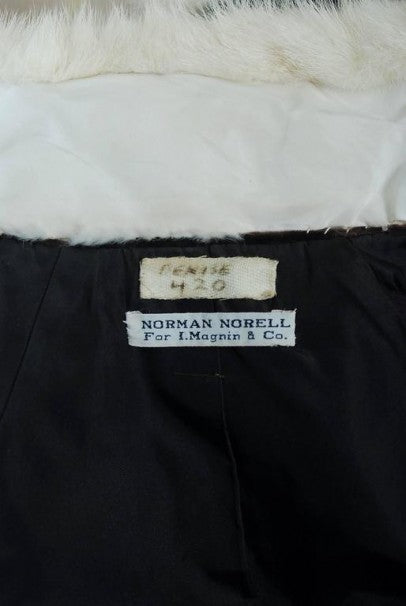 DENISE
420
NORMAN NORELL
For I.Magnin & Co.